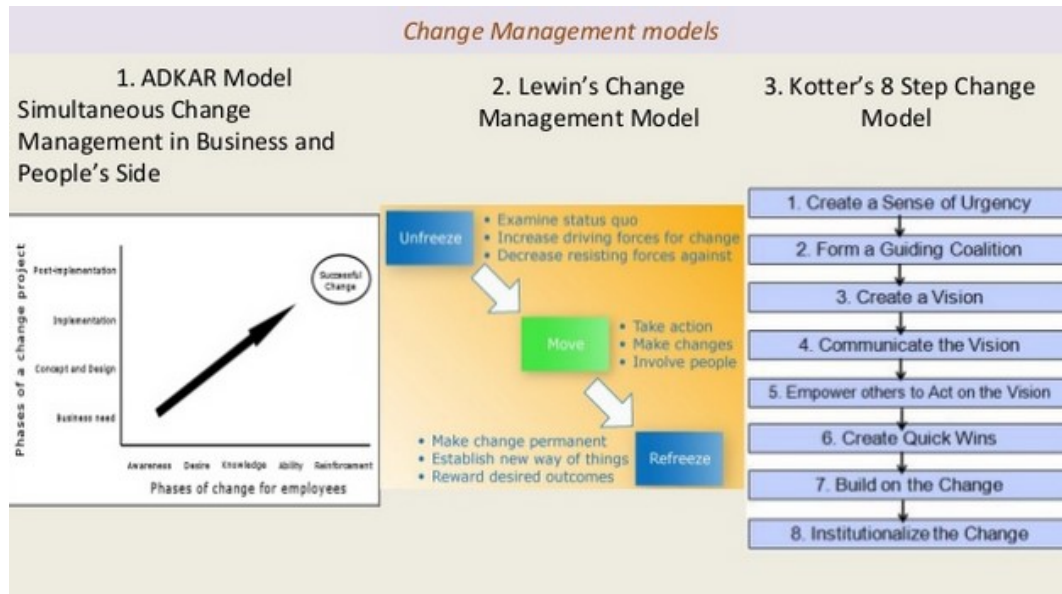 Change Management models
1. ADKAR Model
Simultaneous Change
Management in Business and
People's Side
Phases of a change project
Post-implementation
Implementation
Concept and Design
Business need
Successful
Change
Awareness Desire Knowledge Ability Reinforcement
Phases of change for employees
2. Lewin's Change
Management Model
Unfreeze
• Examine status quo
• Increase driving forces for change
• Decrease resisting forces against
Move
• Take action
• Make changes
• Involve people
• Make change permanent
• Establish new way of things
• Reward desired outcomes
Refreeze
3. Kotter's 8 Step Change
Model
1. Create a Sense of Urgency
2. Form a Guiding Coalition
3. Create a Vision
4. Communicate the Vision
5. Empower others to Act on the Vision
6. Create Quick Wins
7. Build on the Change
8. Institutionalize the Change